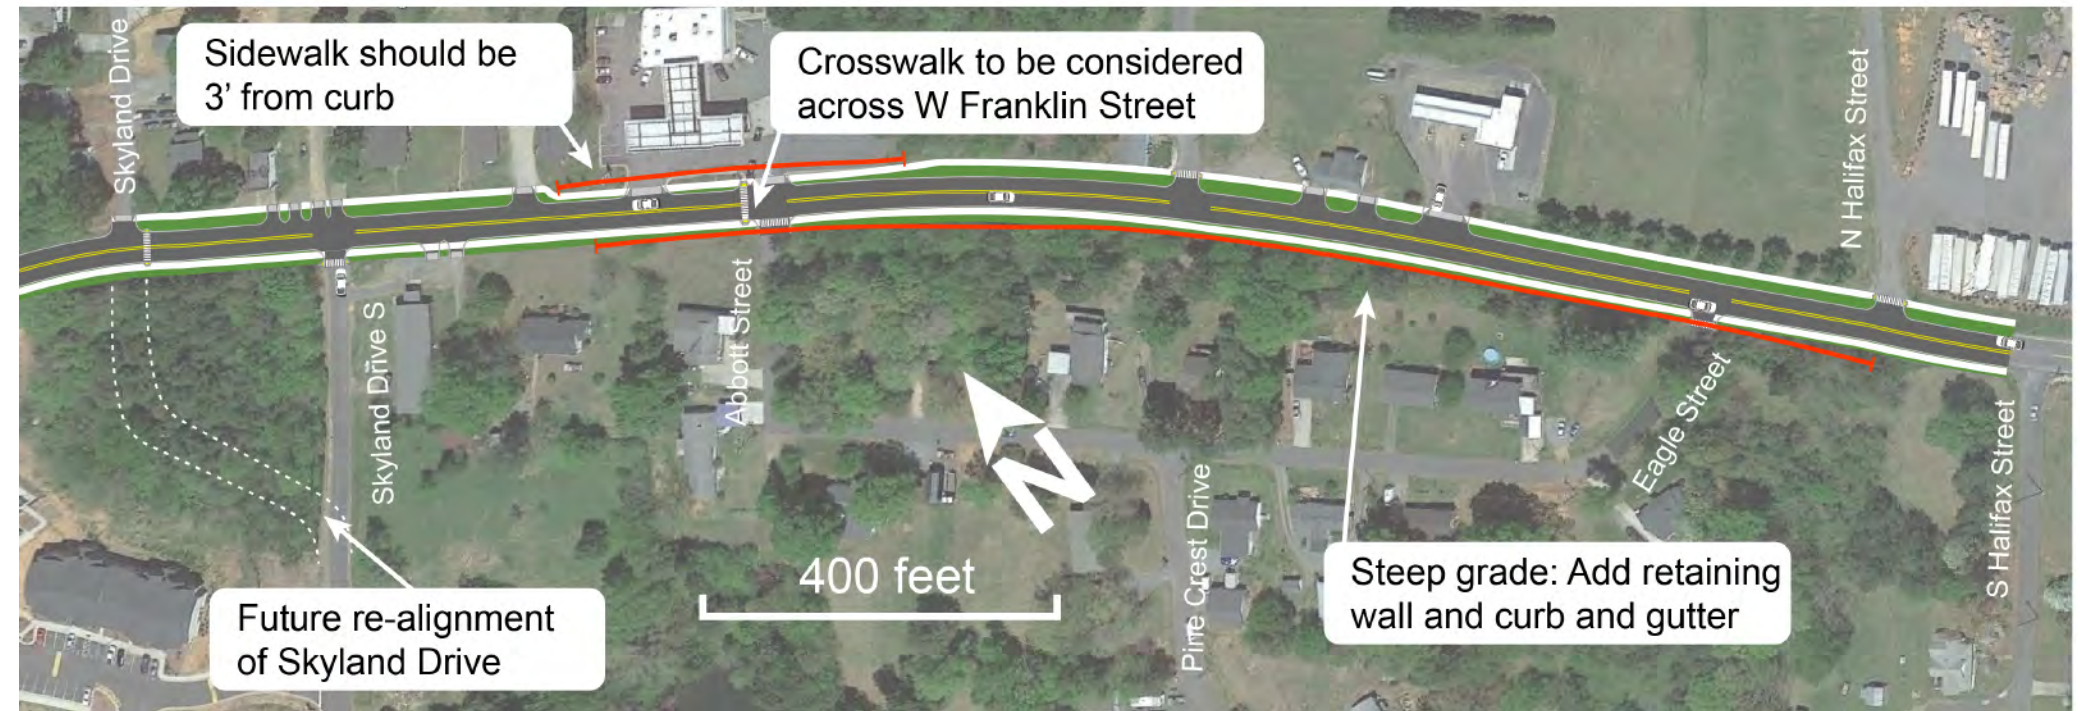 Skyland Drive
Sidewalk should be
3’ from curb
Crosswalk to be considered
across W Franklin Street
N Halifax Street
Skyland Drive S
Abbott Street
Eagle Street
Pine Crest Drive
S Halifax Street
N
400 feet
Steep grade: Add retaining
wall and curb and gutter
Future re-alignment
of Skyland Drive